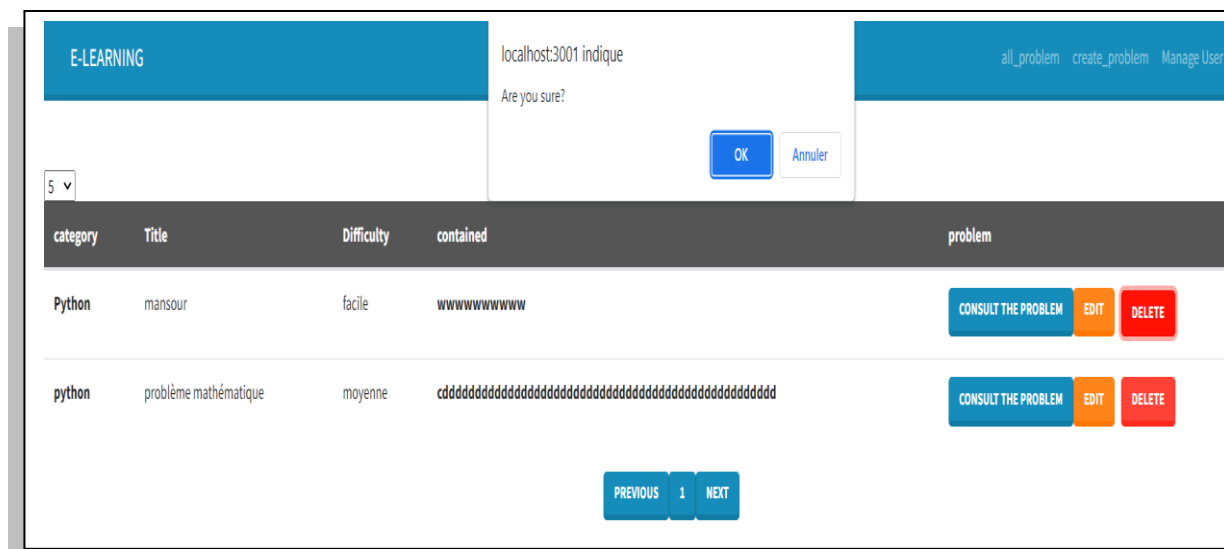 E-LEARNING
localhost:3001 indique
all_problem create_problem Manage User
Are you sure?
OK Annuler
5
category Title Difficulty contained problem
Python mansour facile wwwwwwwwww CONSULT THE PROBLEM EDIT DELETE
python problème mathématique moyenne cddddddddddddddddddddddddddddddddddddddddddddddddddd CONSULT THE PROBLEM EDIT DELETE
PREVIOUS 1 NEXT